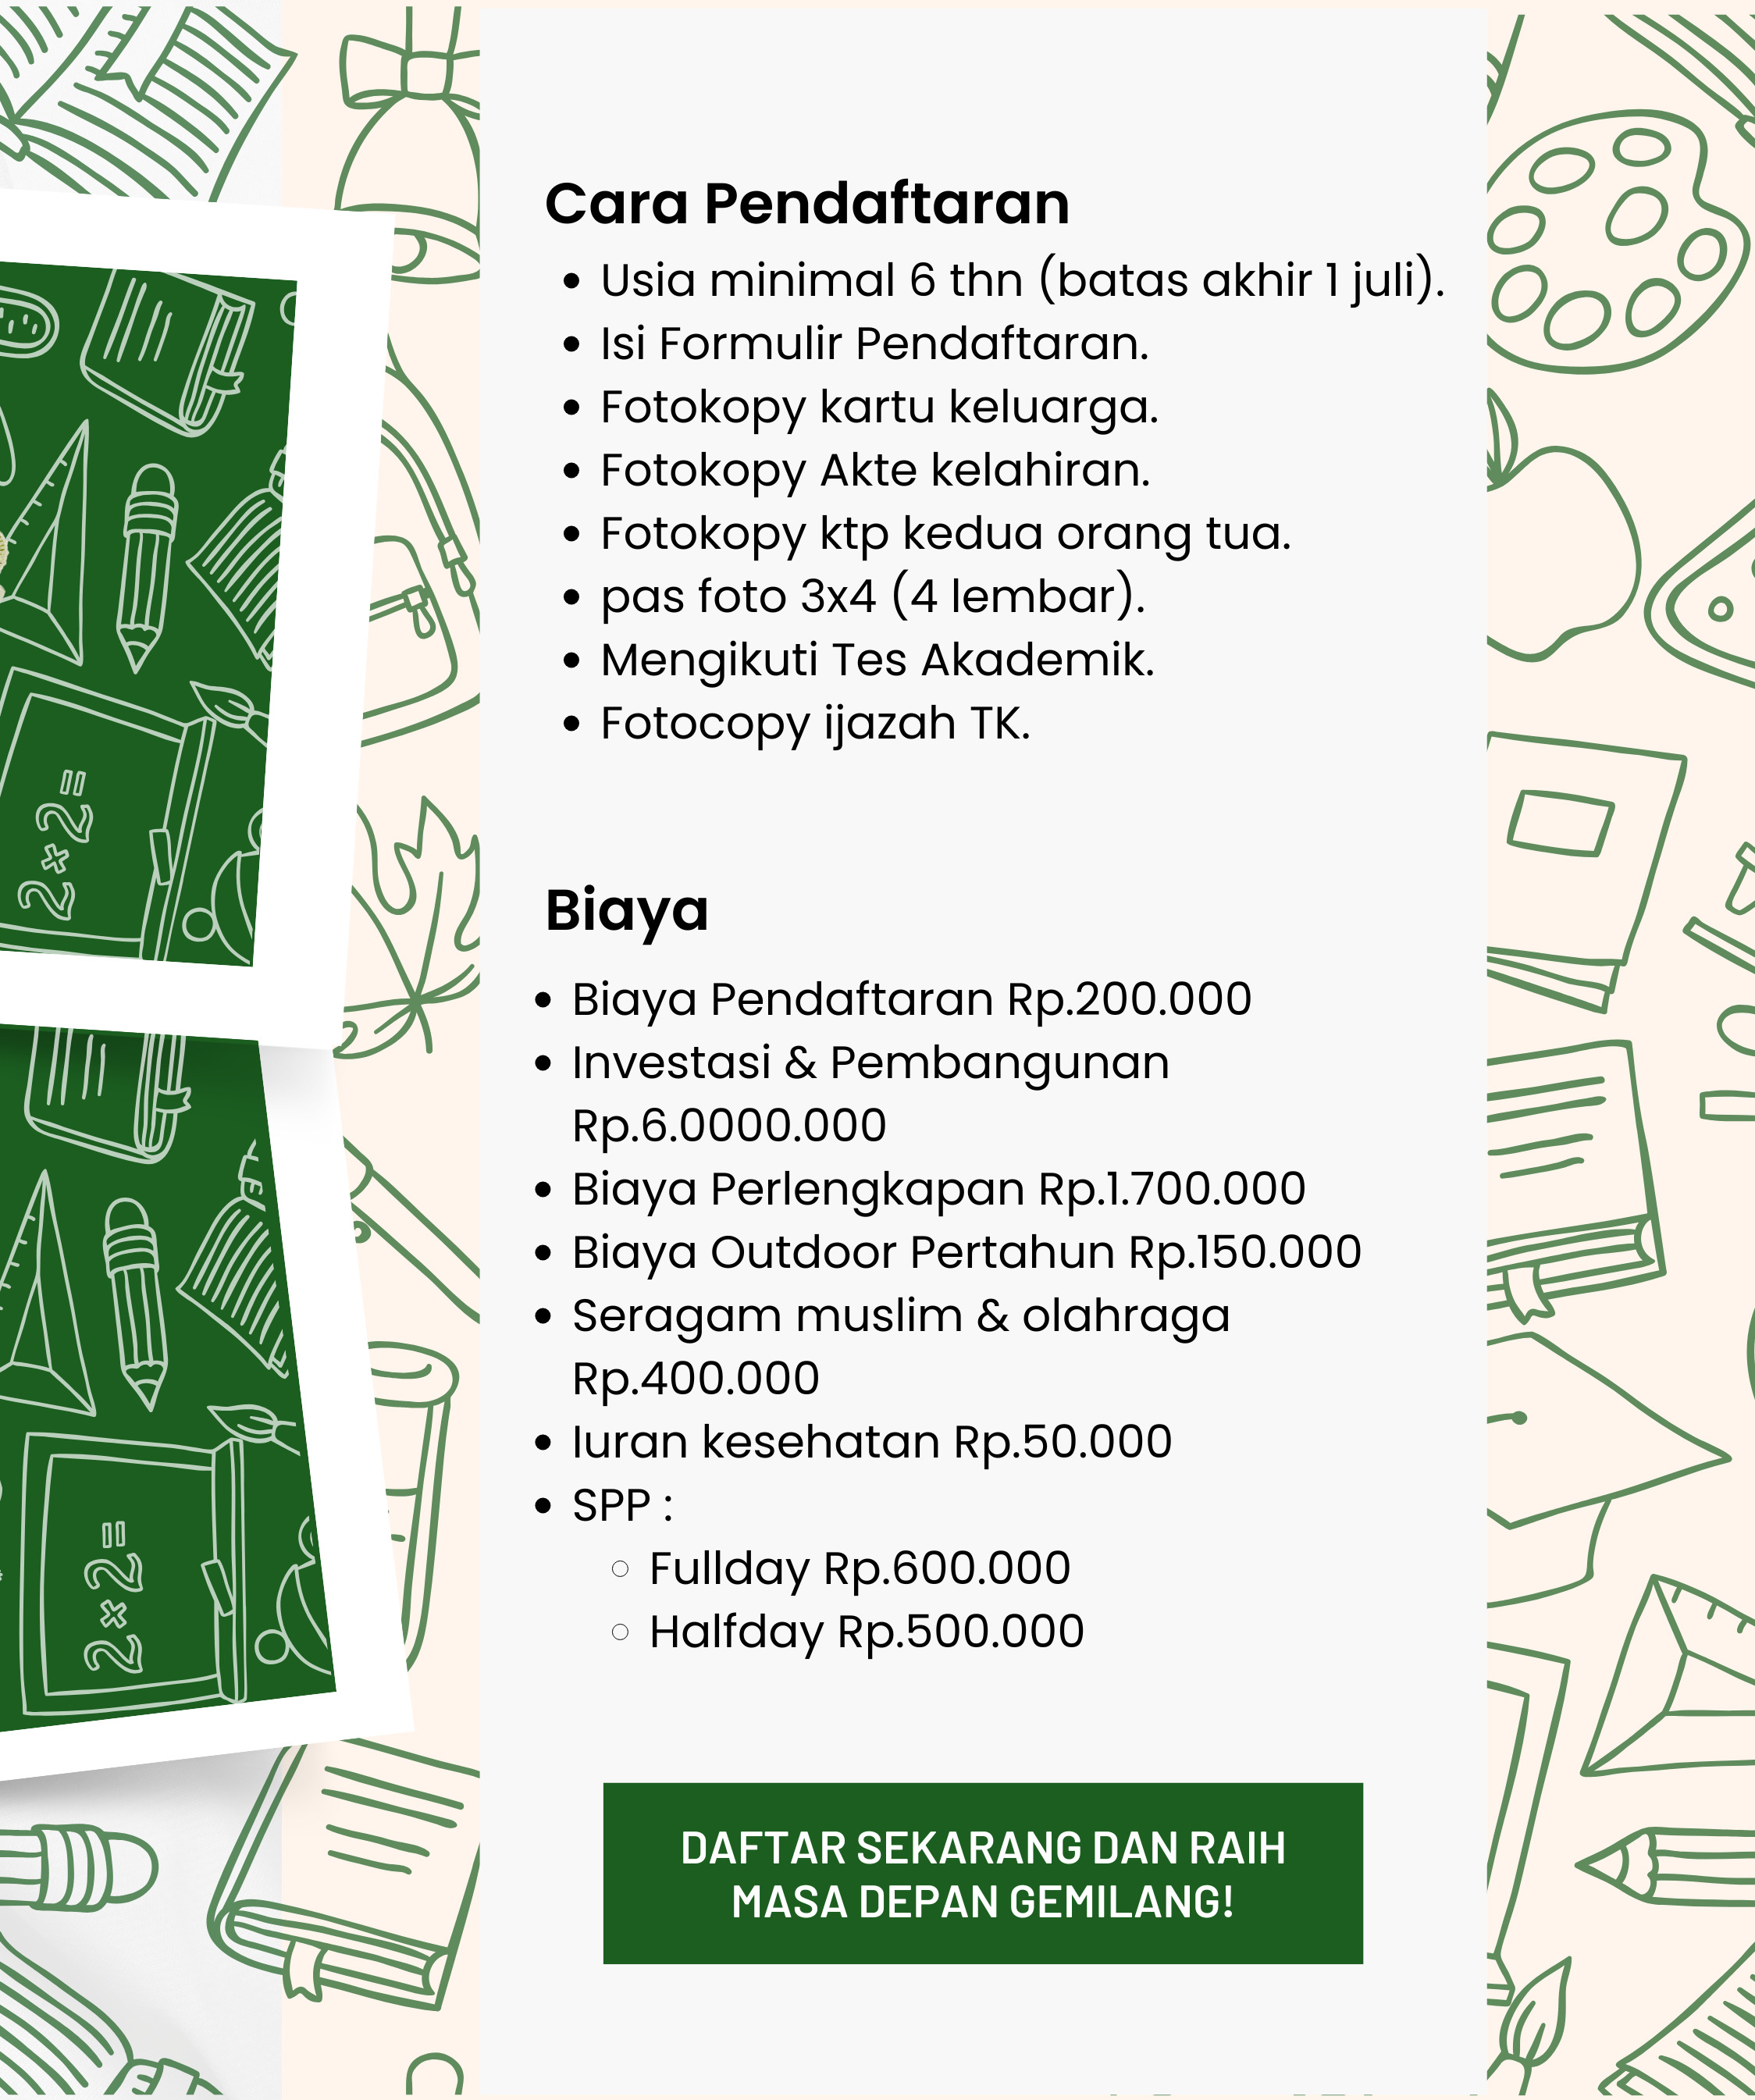 Cara Pendaftaran
Usia minimal 6 thn (batas akhir 1 juli).
Isi Formulir Pendaftaran.
Fotokopy kartu keluarga.
Fotokopy Akte kelahiran.
Fotokopy ktp kedua orang tua.
pas foto 3x4 (4 lembar).
Mengikuti Tes Akademik.
Fotocopy ijazah TK.
Biaya
Biaya Pendaftaran Rp.200.000
Investasi & Pembangunan
Rp.6.0000.000
Biaya Perlengkapan Rp.1.700.000
Biaya Outdoor Pertahun Rp.150.000
Seragam muslim & olahraga
Rp.400.000
Iuran kesehatan Rp.50.000
SPP :
Fullday Rp.600.000
Halfday Rp.500.000
DAFTAR SEKARANG DAN RAIH
MASA DEPAN GEMILANG!
2×2=
2×2=